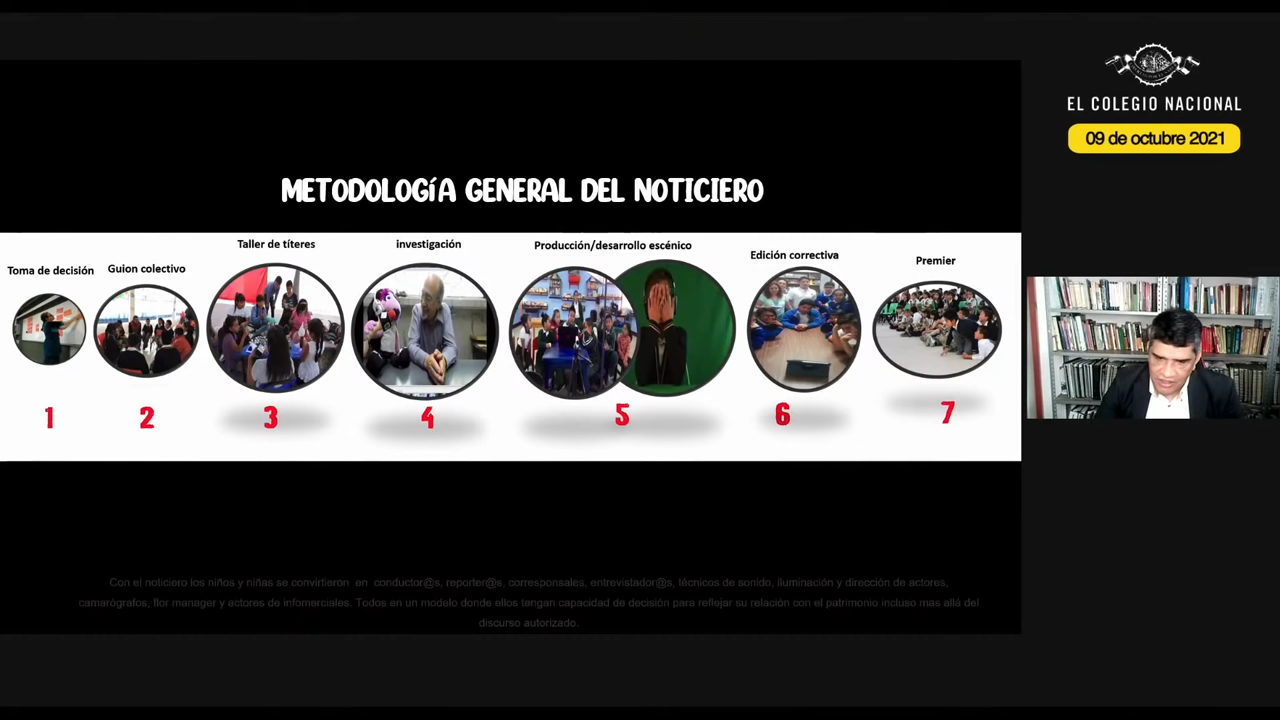 EL COLEGIO NACIONAL
09 de octubre 2021
METODOLOGÍA GENERAL DEL NOTICIERO
Toma de decisión
Guion colectivo
Taller de títeres
investigación
Producción/desarrollo escénico
Edición correctiva
Premier
1
2
3
4
5
6
7
Con el noticiero los niños y niñas se convirtieron en conductor@s, reporter@s, corresponsales, entrevistador@s, técnicos de sonido, iluminación y dirección de actores,
camarógrafos, flor manager y actores de infomerciales. Todos en un modelo donde ellos tengan capacidad de decisión para reflejar su relación con el patrimonio incluso mas allá del
discurso autorizado.